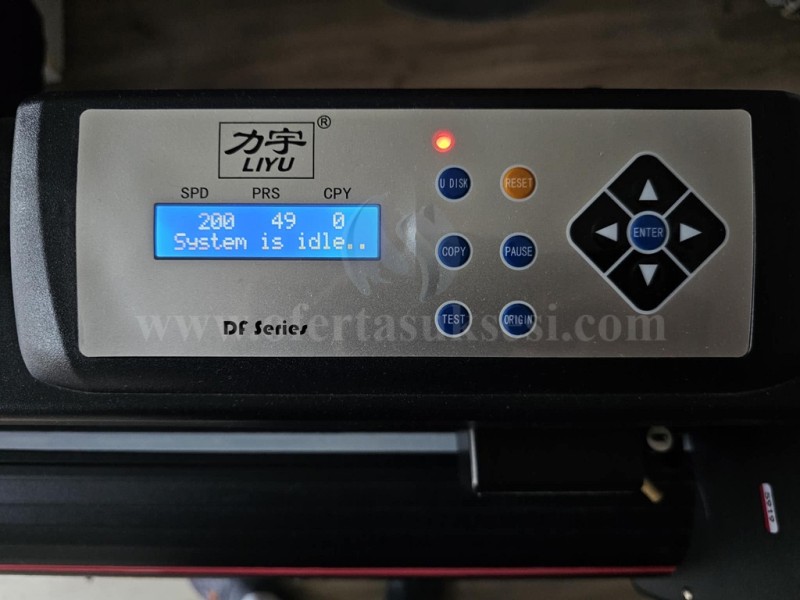 力宇®
LIYU
SPD PRS CPY
200 49 0
System is idle..
DF Series
U DISK RESET
COPY PAUSE
TEST ORIGIN
ENTER
www.ofertasuksesi.com